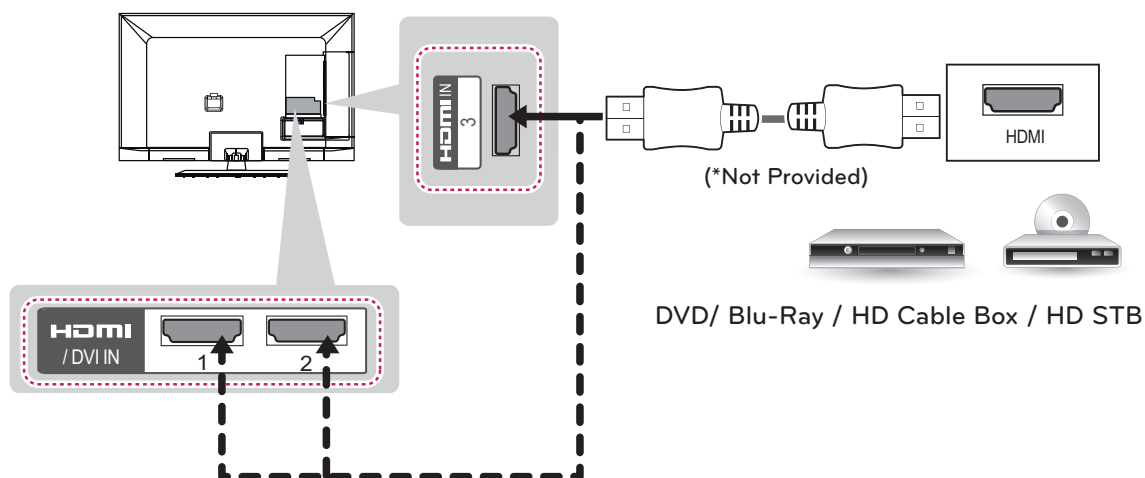 HDMI IN
3
HDMI
(*Not Provided)
DVD/ Blu-Ray / HD Cable Box / HD STB
HDMI
/ DVI IN
1
2